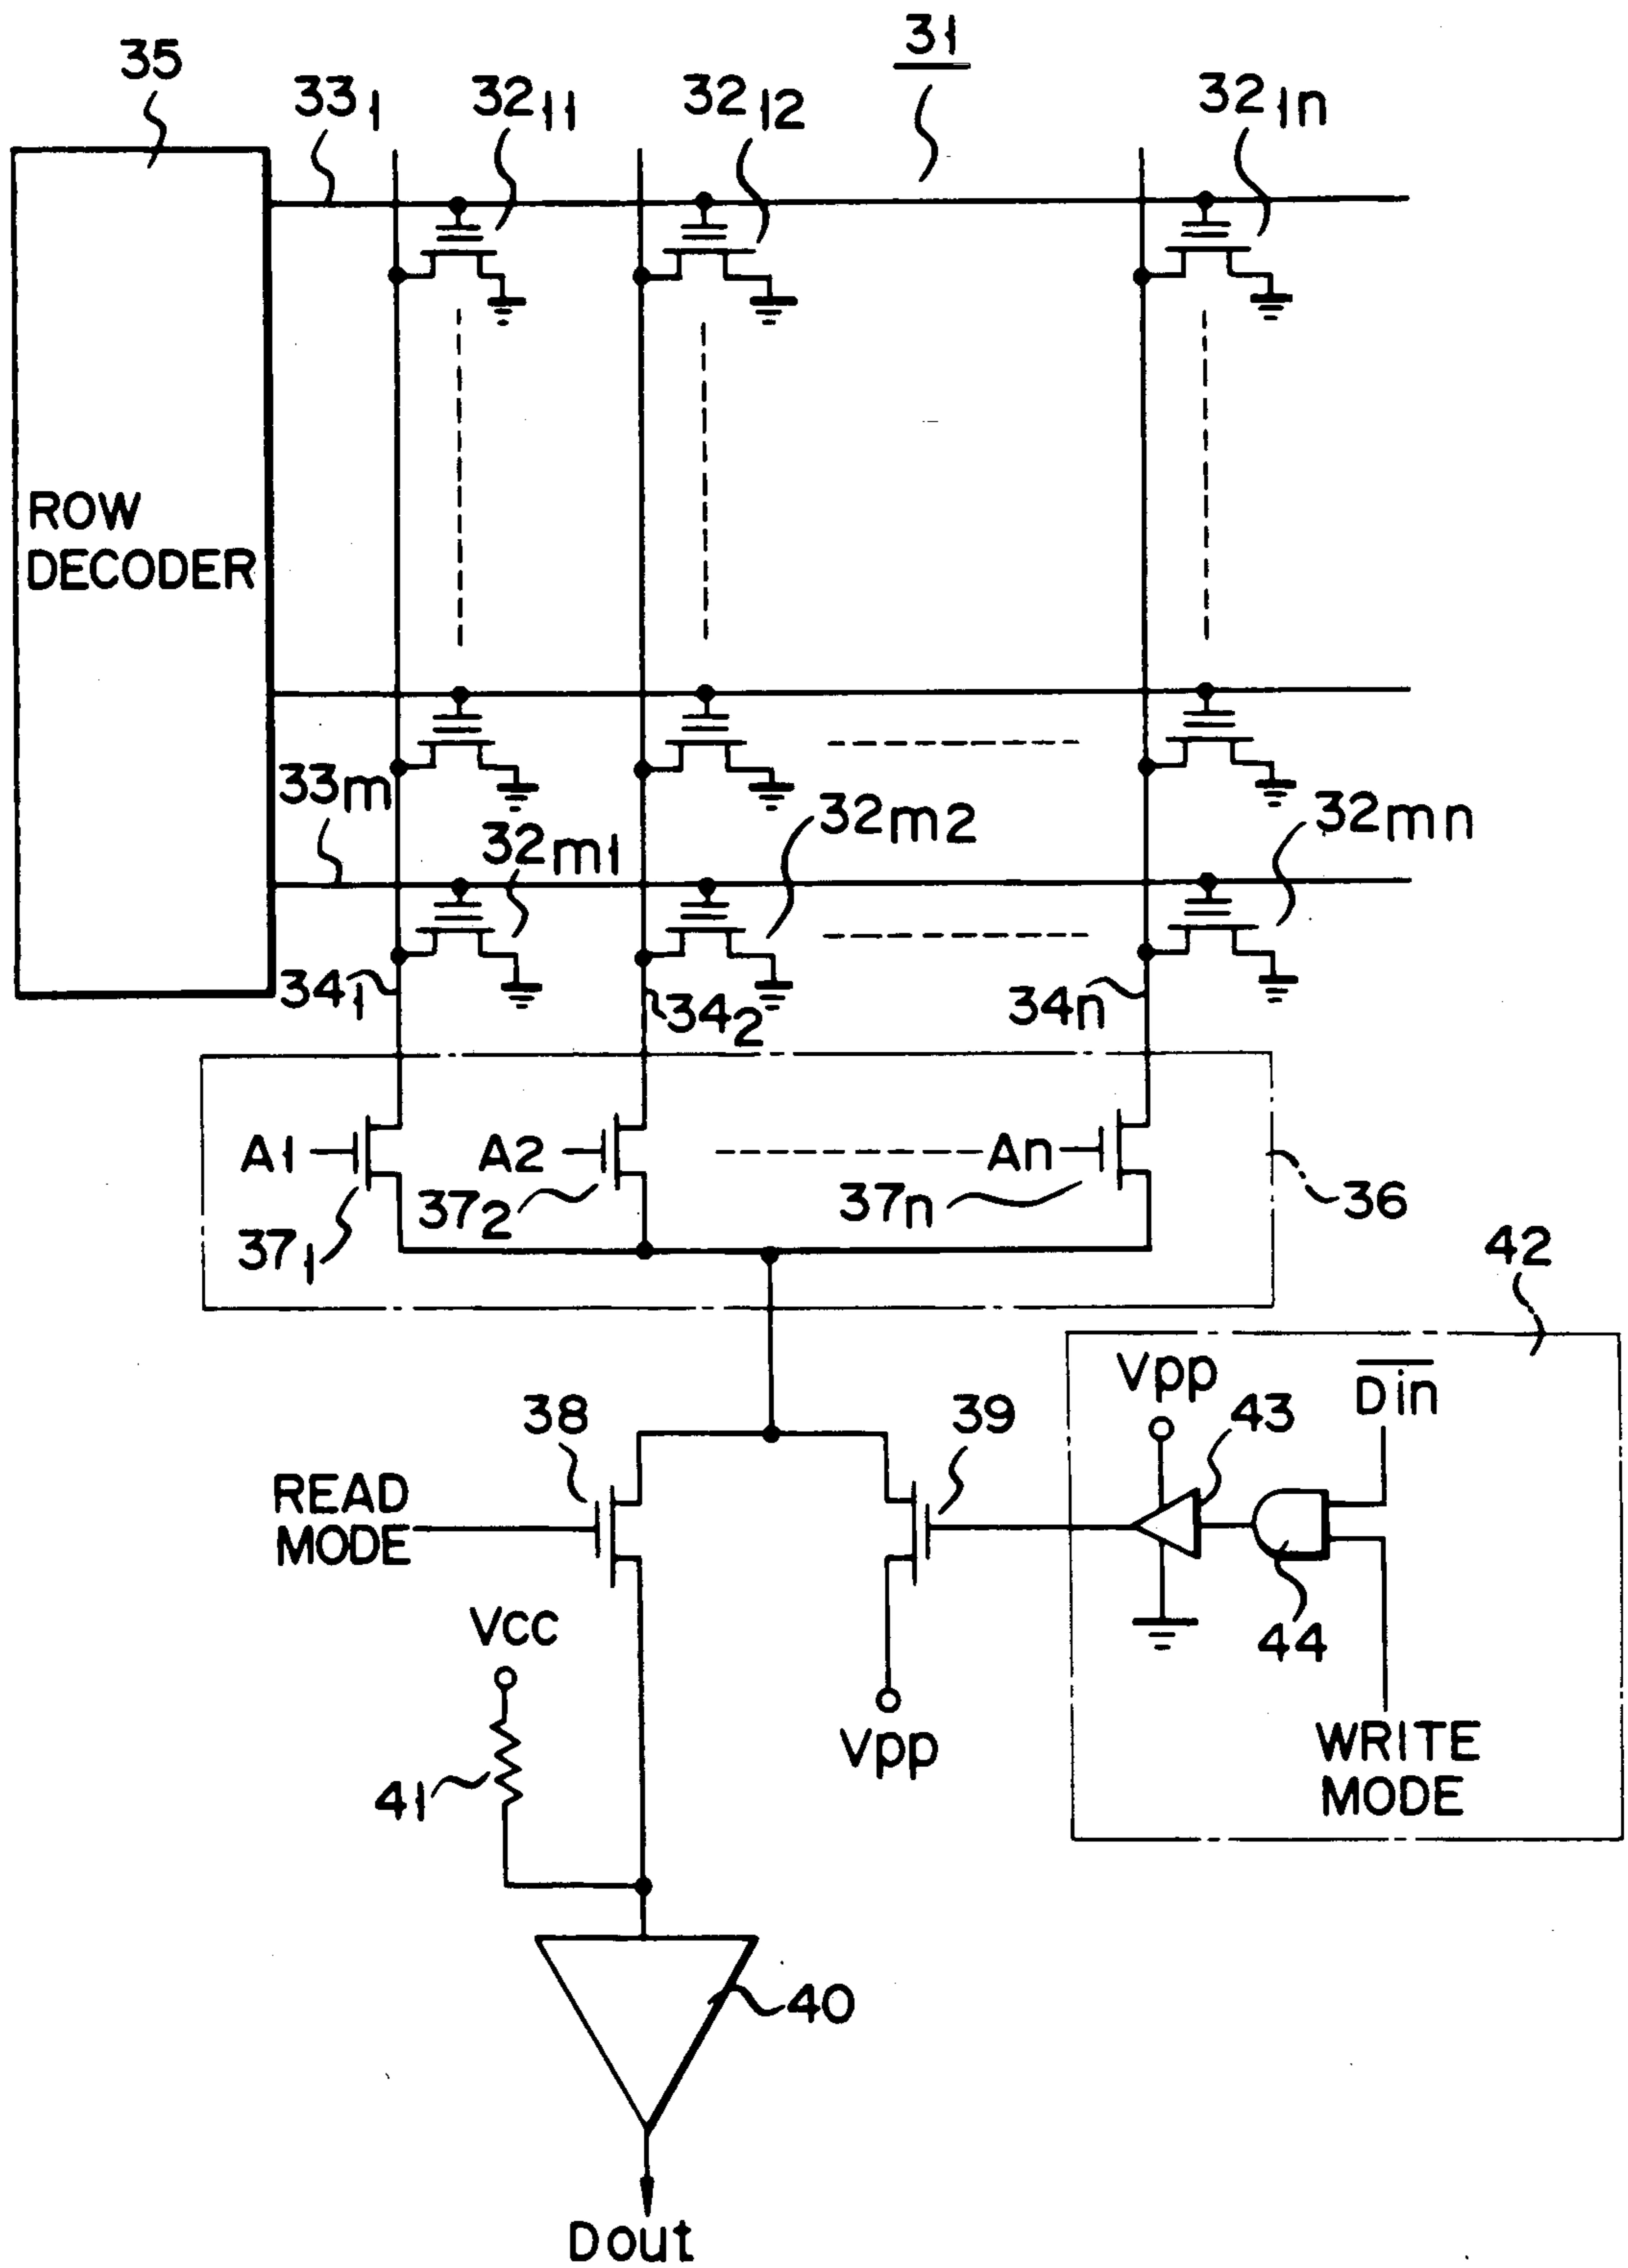 31
35
33₁
32₁₁
32₁₂
32₁n
ROW
DECODER
33m
32m₁
32m2
32mn
34₁
34₂
34n
A1
A2
An
37₁
37₂
37n
36
42
38
39
Vpp
D̅i̅n̅
43
READ
MODE
44
Vcc
Vpp
WRITE
MODE
41
40
Dout